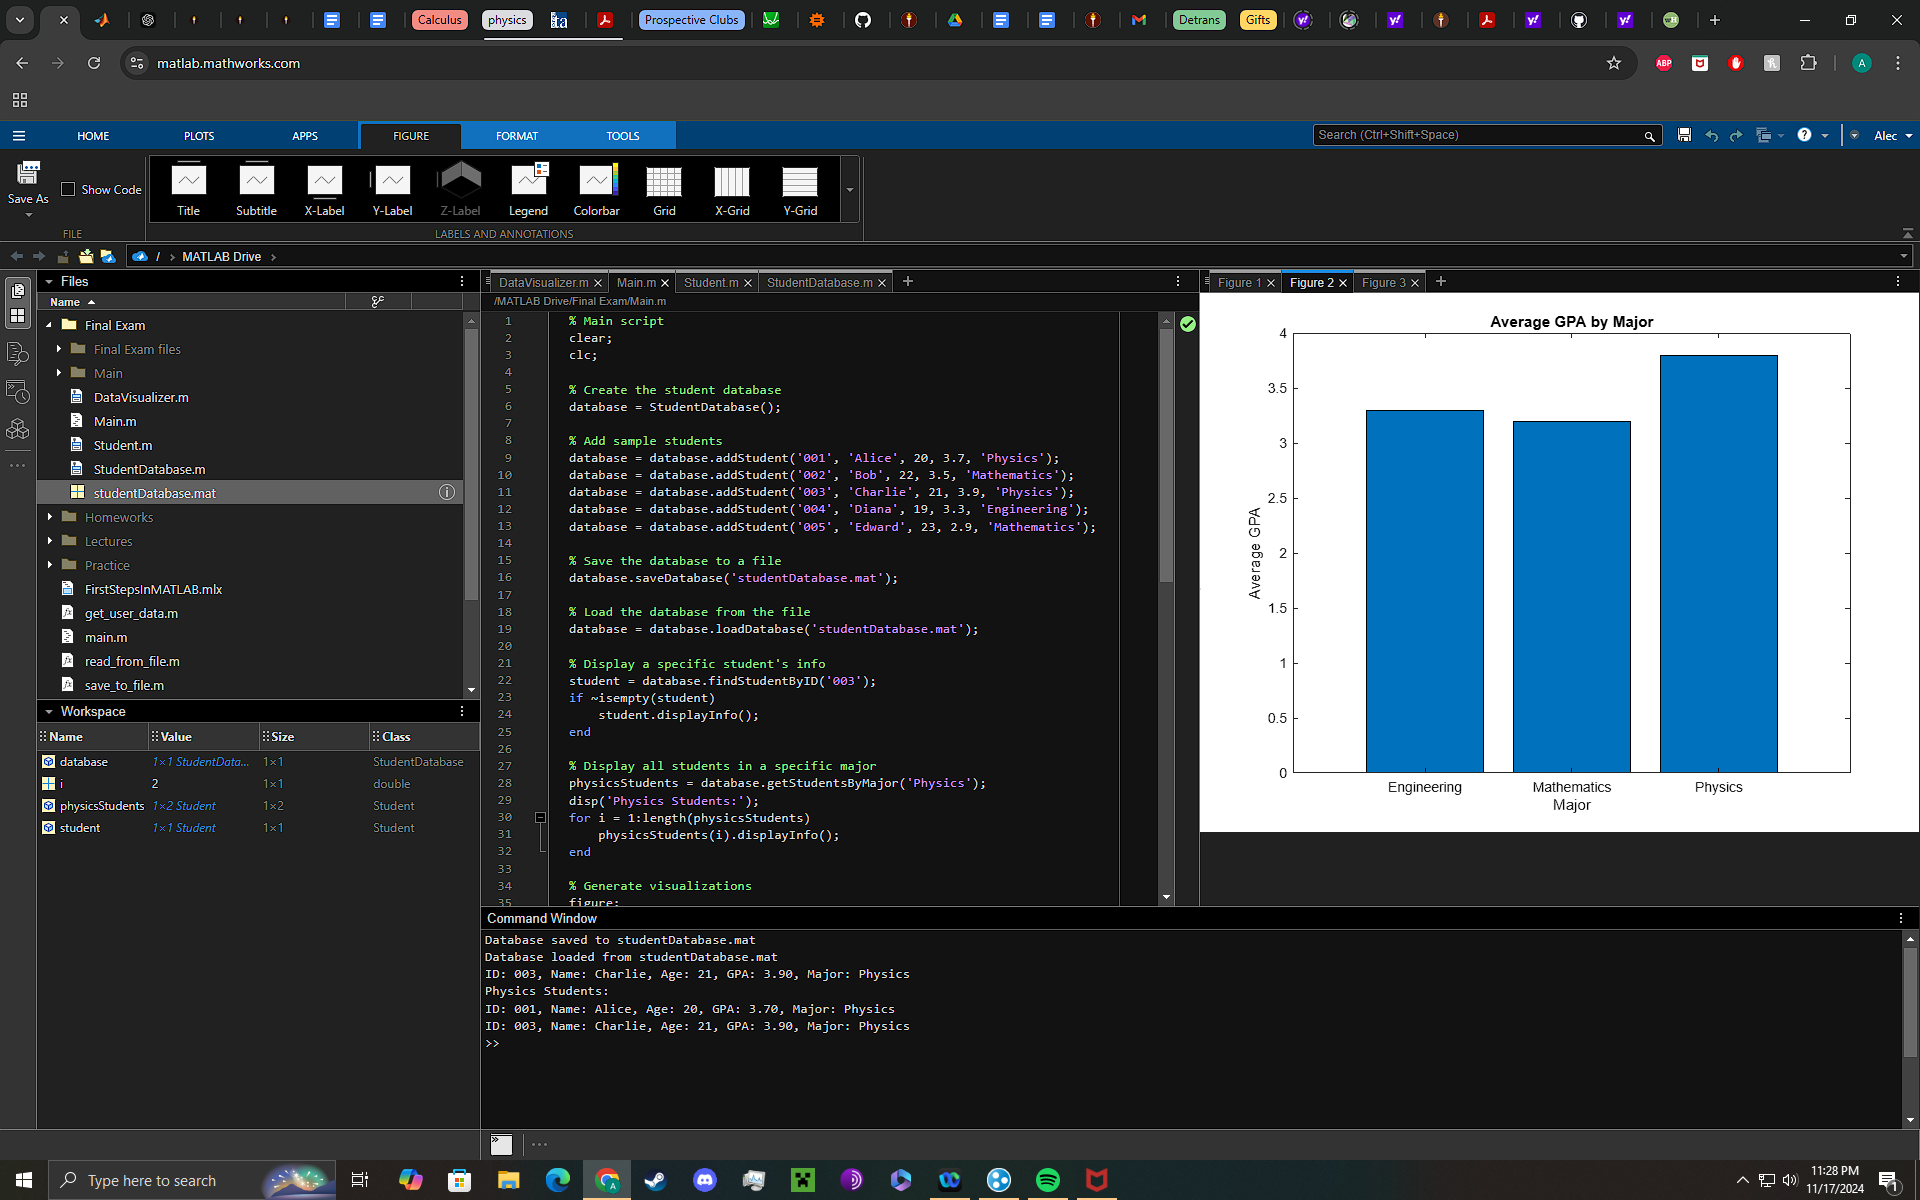 Calculus
physics
Prospective Clubs
Detrans
Gifts
matlab.mathworks.com
HOME
PLOTS
APPS
FIGURE
FORMAT
TOOLS
Search (Ctrl+Shift+Space)
Alec
Save As
Show Code
Title
Subtitle
X-Label
Y-Label
Z-Label
Legend
Colorbar
Grid
X-Grid
Y-Grid
FILE
LABELS AND ANNOTATIONS
/ > MATLAB Drive >
Files
Name
Final Exam
Final Exam files
Main
DataVisualizer.m
Main.m
Student.m
StudentDatabase.m
studentDatabase.mat
Homeworks
Lectures
Practice
FirstStepsInMATLAB.mlx
get_user_data.m
main.m
read_from_file.m
save_to_file.m
Workspace
Name Value Size Class
database 1×1 StudentData... 1×1 StudentDatabase
i 2 1×1 double
physicsStudents 1×2 Student 1×2 Student
student 1×1 Student 1×1 Student
DataVisualizer.m
Main.m
Student.m
StudentDatabase.m
/MATLAB Drive/Final Exam/Main.m
1 % Main script
2 clear;
3 clc;
4
5 % Create the student database
6 database = StudentDatabase();
7
8 % Add sample students
9 database = database.addStudent('001', 'Alice', 20, 3.7, 'Physics');
10 database = database.addStudent('002', 'Bob', 22, 3.5, 'Mathematics');
11 database = database.addStudent('003', 'Charlie', 21, 3.9, 'Physics');
12 database = database.addStudent('004', 'Diana', 19, 3.3, 'Engineering');
13 database = database.addStudent('005', 'Edward', 23, 2.9, 'Mathematics');
14
15 % Save the database to a file
16 database.saveDatabase('studentDatabase.mat');
17
18 % Load the database from the file
19 database = database.loadDatabase('studentDatabase.mat');
20
21 % Display a specific student's info
22 student = database.findStudentByID('003');
23 if ~isempty(student)
24 student.displayInfo();
25 end
26
27 % Display all students in a specific major
28 physicsStudents = database.getStudentsByMajor('Physics');
29 disp('Physics Students:');
30 for i = 1:length(physicsStudents)
31 physicsStudents(i).displayInfo();
32 end
33
34 % Generate visualizations
35 figure;
Command Window
Database saved to studentDatabase.mat
Database loaded from studentDatabase.mat
ID: 003, Name: Charlie, Age: 21, GPA: 3.90, Major: Physics
Physics Students:
ID: 001, Name: Alice, Age: 20, GPA: 3.70, Major: Physics
ID: 003, Name: Charlie, Age: 21, GPA: 3.90, Major: Physics
>>
Figure 1
Figure 2
Figure 3
Average GPA by Major
Average GPA
4
3.5
3
2.5
2
1.5
1
0.5
0
Engineering
Mathematics
Physics
Major
Type here to search
11:28 PM
11/17/2024
1